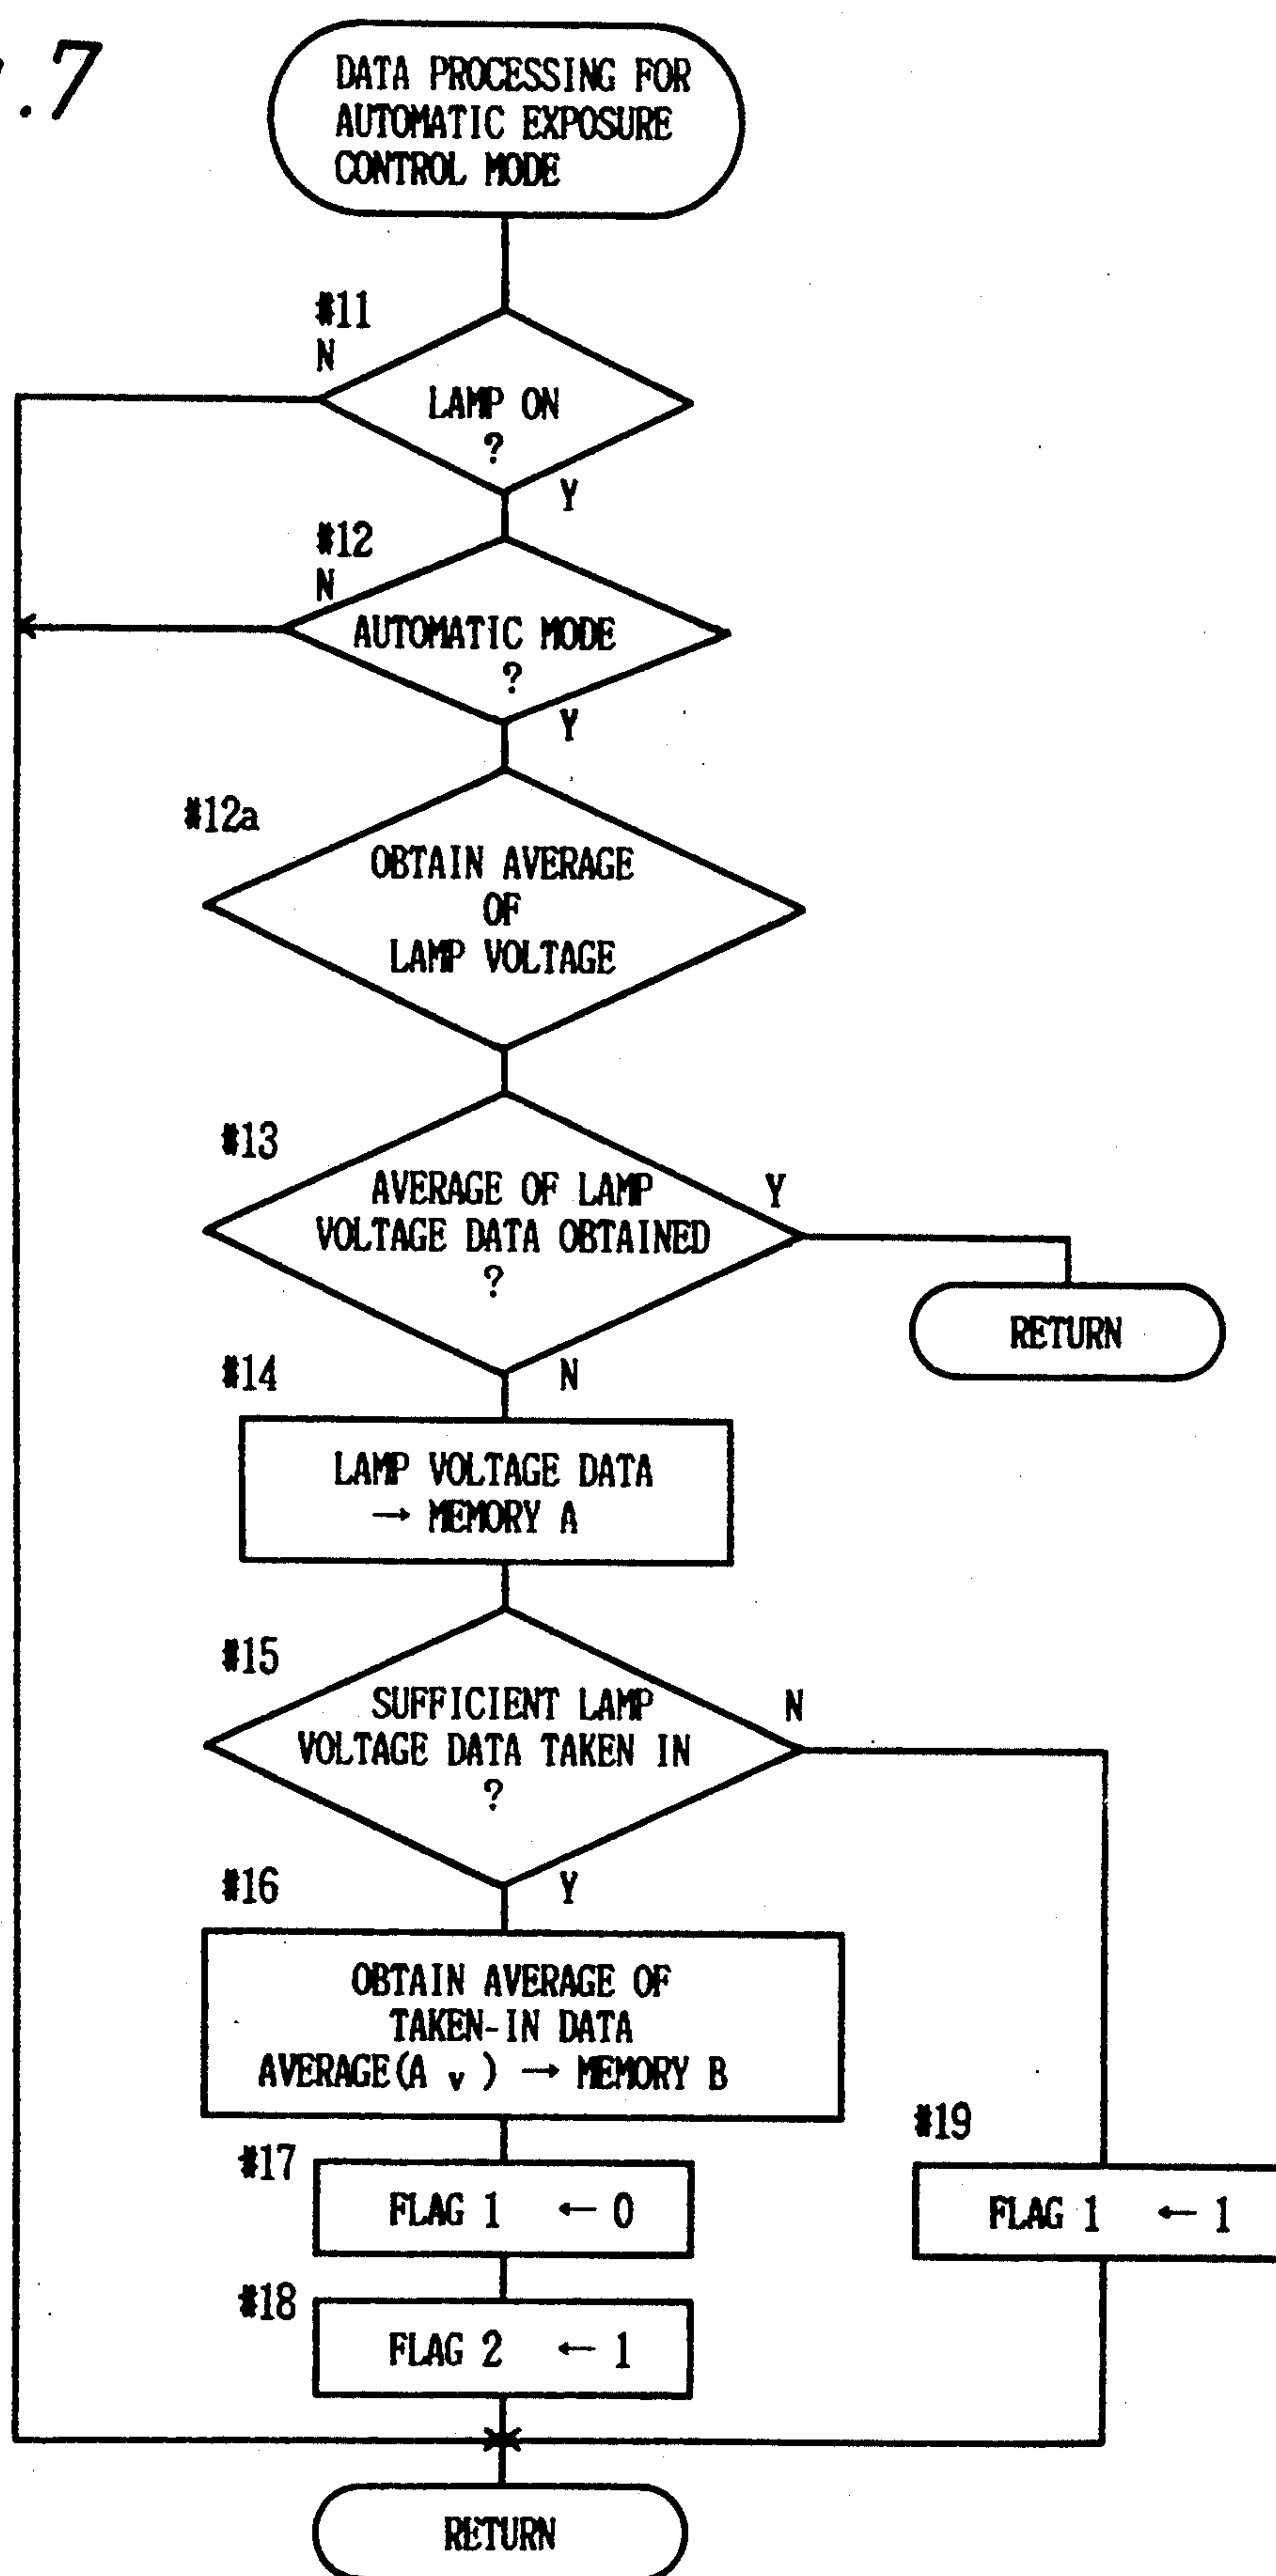 .7
DATA PROCESSING FOR
AUTOMATIC EXPOSURE
CONTROL MODE
#11
N
LAMP ON
?
Y
#12
N
AUTOMATIC MODE
?
Y
#12a
OBTAIN AVERAGE
OF
LAMP VOLTAGE
#13
AVERAGE OF LAMP
VOLTAGE DATA OBTAINED
?
Y
RETURN
N
#14
LAMP VOLTAGE DATA
→ MEMORY A
#15
SUFFICIENT LAMP
VOLTAGE DATA TAKEN IN
?
N
Y
#16
OBTAIN AVERAGE OF
TAKEN-IN DATA
AVERAGE(A v ) → MEMORY B
#17
FLAG 1 ← 0
#19
FLAG 1 ← 1
#18
FLAG 2 ← 1
RETURN